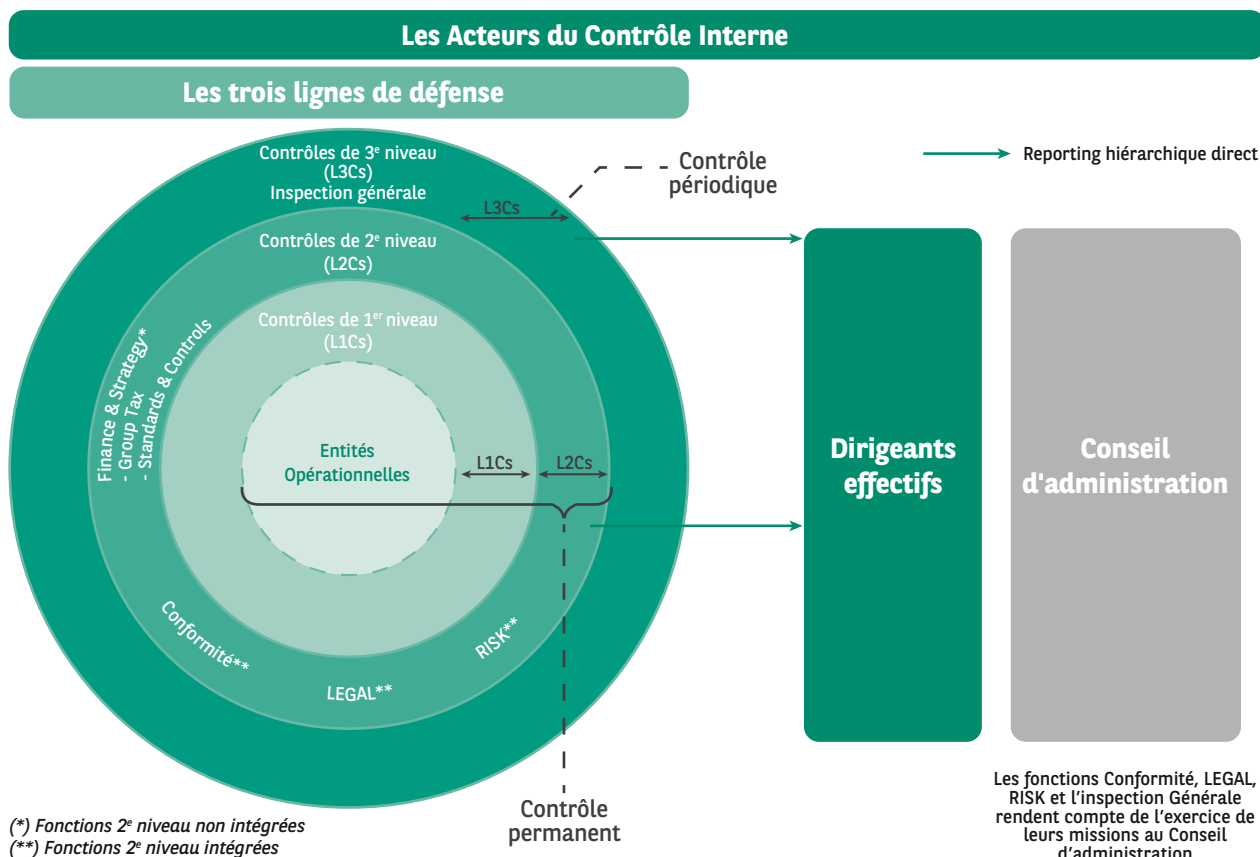 Les Acteurs du Contrôle Interne
Les trois lignes de défense
Contrôles de 3e niveau
(L3Cs)
Inspection générale
L3Cs
Contrôle
périodique
Reporting hiérarchique direct
Contrôles de 2e niveau
(L2Cs)
Contrôles de 1er niveau
(L1Cs)
Finance & Strategy*
- Group Tax
- Standards & Controls
Entités
Opérationnelles
L1Cs
L2Cs
Conformité**
LEGAL**
RISK**
Dirigeants
effectifs
Conseil
d'administration
Contrôle
permanent
(*) Fonctions 2e niveau non intégrées
(**) Fonctions 2e niveau intégrées
Les fonctions Conformité, LEGAL,
RISK et l'inspection Générale
rendent compte de l'exercice de
leurs missions au Conseil
d'administration